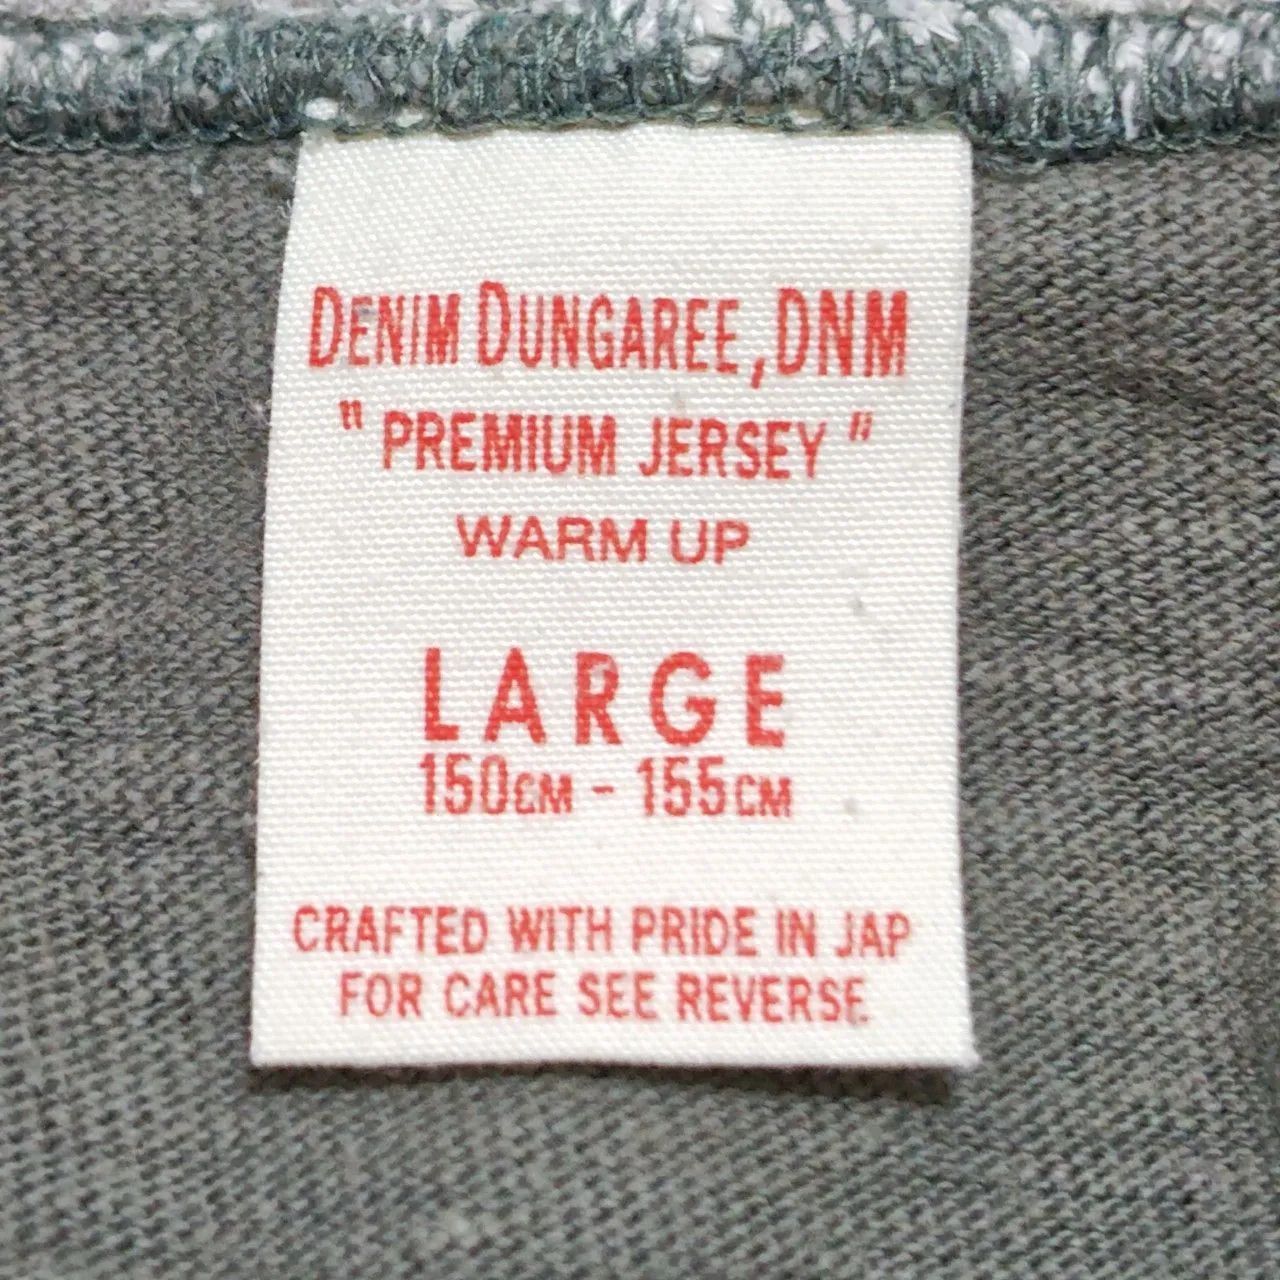 DENIM DUNGAREE, DNM
" PREMIUM JERSEY "
WARM UP
LARGE
150CM - 155CM
CRAFTED WITH PRIDE IN JAP
FOR CARE SEE REVERSE